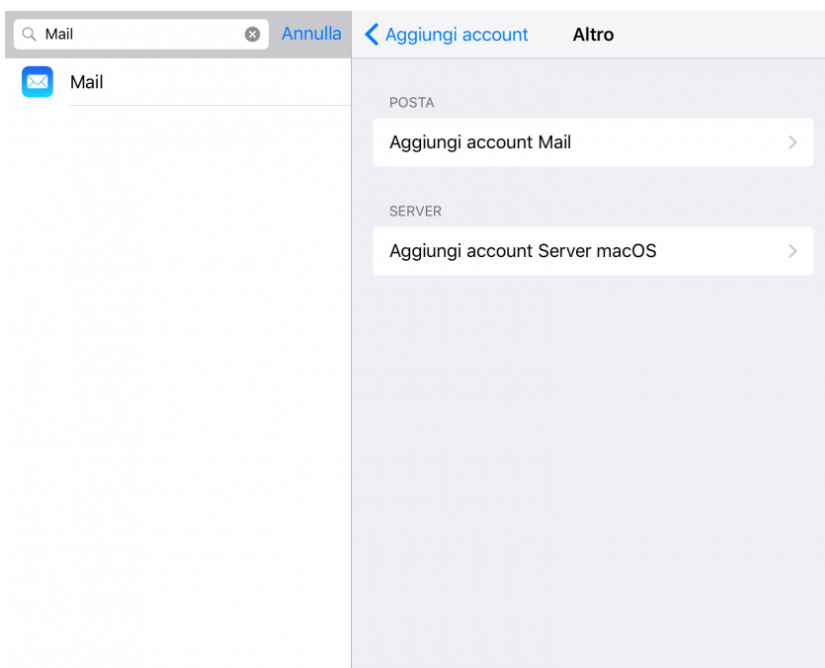 Mail
Annulla
Mail
Aggiungi account
Altro
POSTA
Aggiungi account Mail
SERVER
Aggiungi account Server macOS